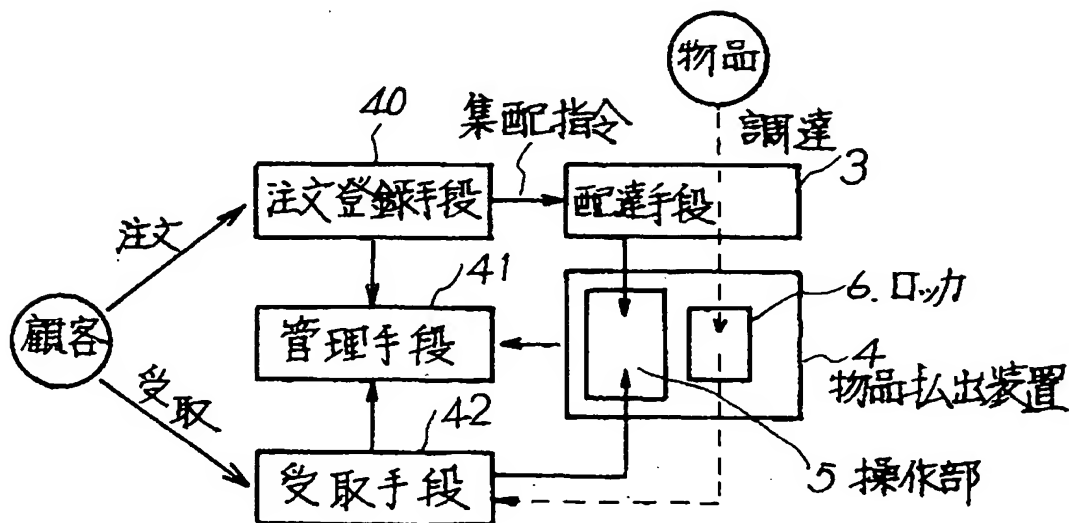 物品
調達
40
集配指令
3
注文登録手段
配達手段
注文
41
6.ロッカ
顧客
管理手段
4
物品払出装置
受取
42
受取手段
5 操作部